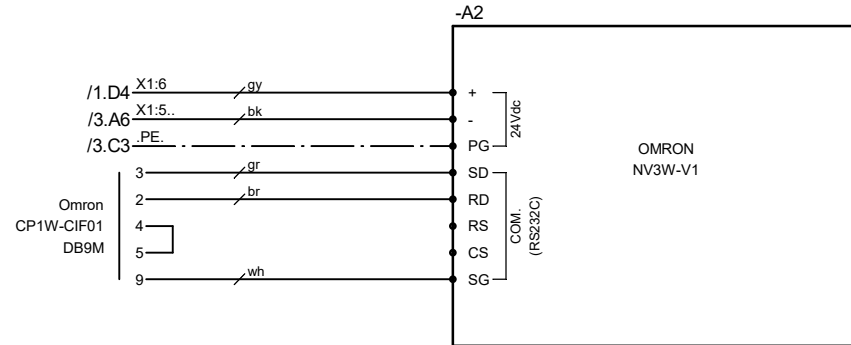 -A2
/1.D4 X1:6 gy +
/3.A6 X1:5.. bk -
/3.C3 .PE. PG
24Vdc
OMRON
NV3W-V1
3 gr SD
2 br RD
Omron
CP1W-CIF01
DB9M
4 RS
5 CS
9 wh SG
COM.
(RS232C)